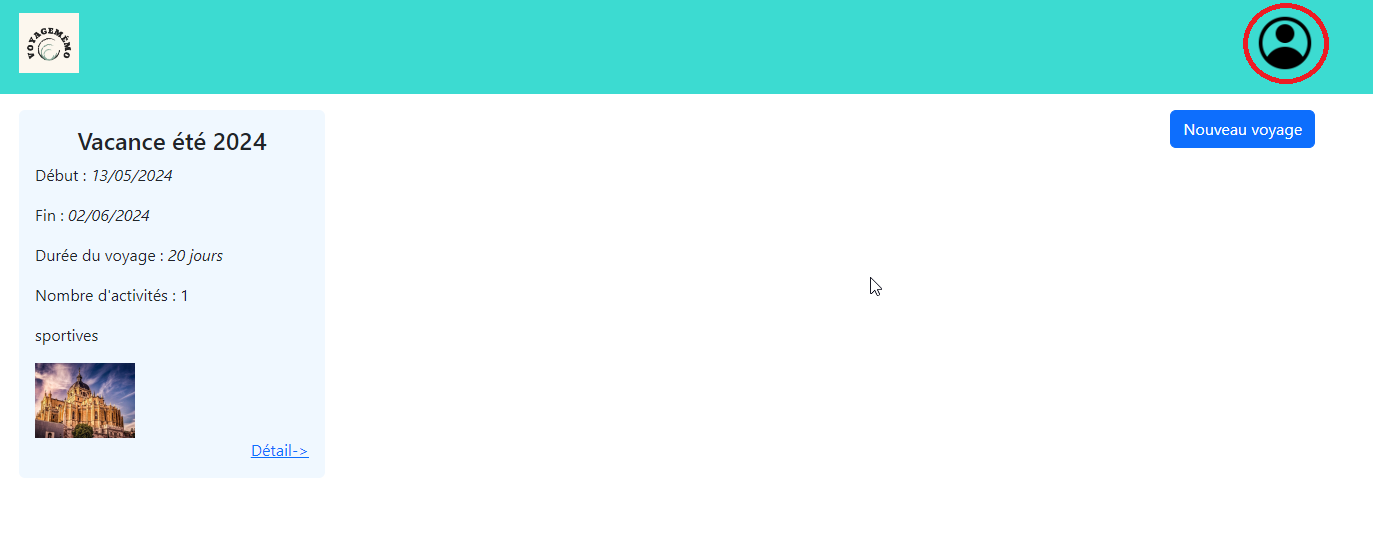 VOYAGEMÉMO
Nouveau voyage
Vacance été 2024
Début : 13/05/2024
Fin : 02/06/2024
Durée du voyage : 20 jours
Nombre d'activités : 1
sportives
Détail->